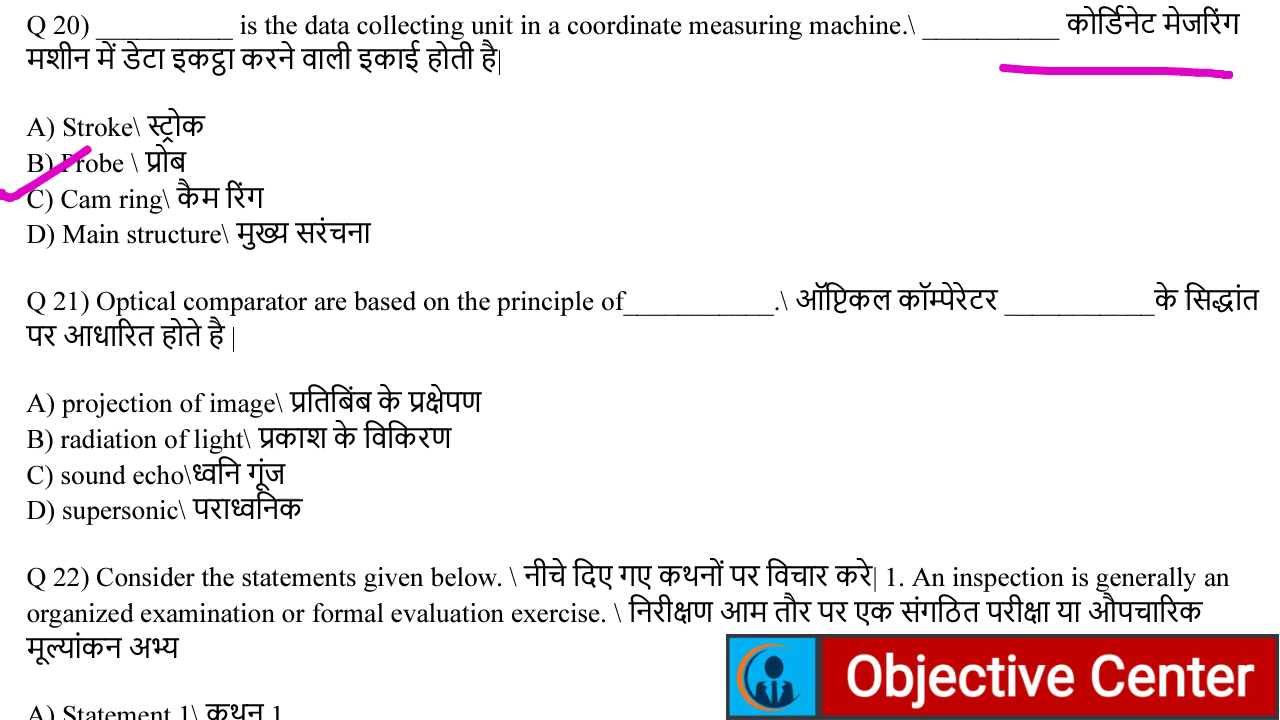 Q 20) __________ is the data collecting unit in a coordinate measuring machine.\ __________ कोर्डिनेट मेजरिंग
मशीन में डेटा इकट्ठा करने वाली इकाई होती है|
A) Stroke\ स्ट्रोक
B) Probe \ प्रोब
C) Cam ring\ कैम रिंग
D) Main structure\ मुख्य सरंचना
Q 21) Optical comparator are based on the principle of___________.\ ऑप्टिकल कॉम्पेरेटर ___________के सिद्धांत
पर आधारित होते है |
A) projection of image\ प्रतिबिंब के प्रक्षेपण
B) radiation of light\ प्रकाश के विकिरण
C) sound echo\ध्वनि गूंज
D) supersonic\ पराध्वनिक
Q 22) Consider the statements given below. \ नीचे दिए गए कथनों पर विचार करे| 1. An inspection is generally an
organized examination or formal evaluation exercise. \ निरीक्षण आम तौर पर एक संगठित परीक्षा या औपचारिक
मूल्यांकन अभ्य
Objective Center
A) Statement 1\ कथन 1